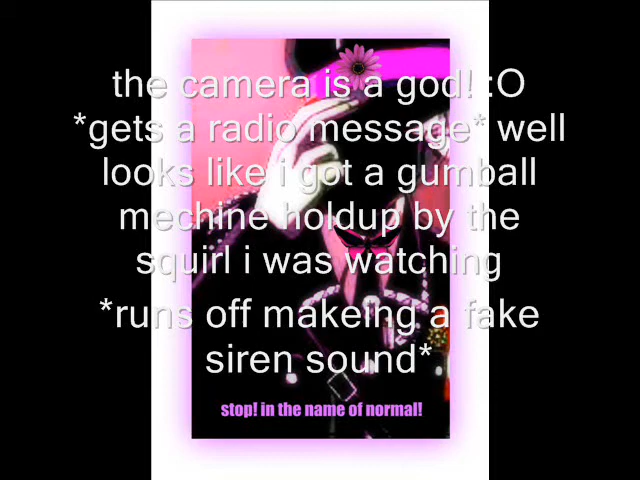 the camera is a god! :O
*gets a radio message* well
looks like i got a gumball
mechine holdup by the
squirl i was watching
*runs off makeing a fake
siren sound*
stop! in the name of normal!